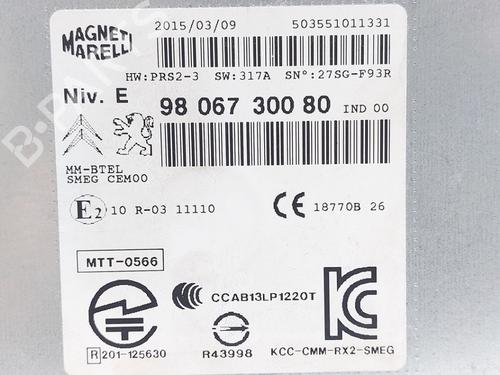 MAGNETI
MARELLI
2015/03/09 503551011331
HW:PRS2-3 SW:317A SN°:27SG-F93R
Niv. E 98 067 300 80 IND 00
MM-BTEL
SMEG CEM00
E2 10 R-03 11110 CE 18770B 26
MTT-0566
CCAB13LP1220T
R 201-125630 R43998 KCC-CMM-RX2-SMEG
B-PARTS